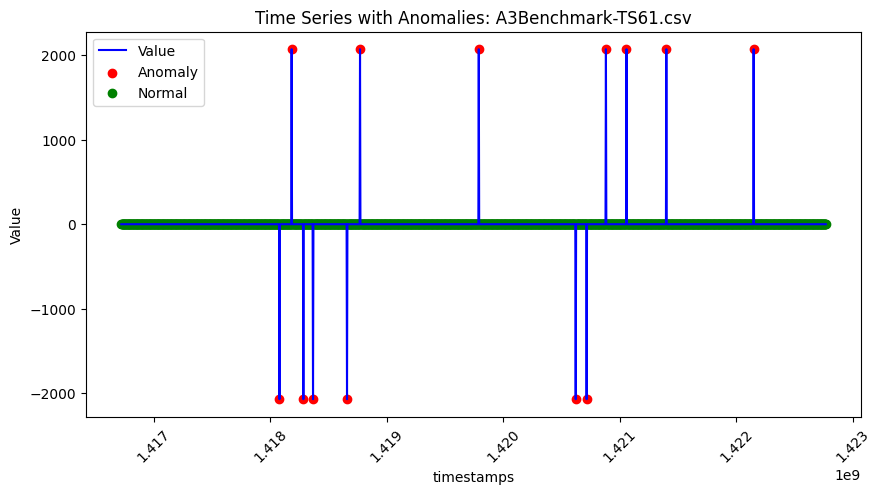 Time Series with Anomalies: A3Benchmark-TS61.csv
Value
Anomaly
Normal
2000
1000
0
−1000
−2000
Value
1.417
1.418
1.419
1.420
1.421
1.422
1.423
1e9
timestamps